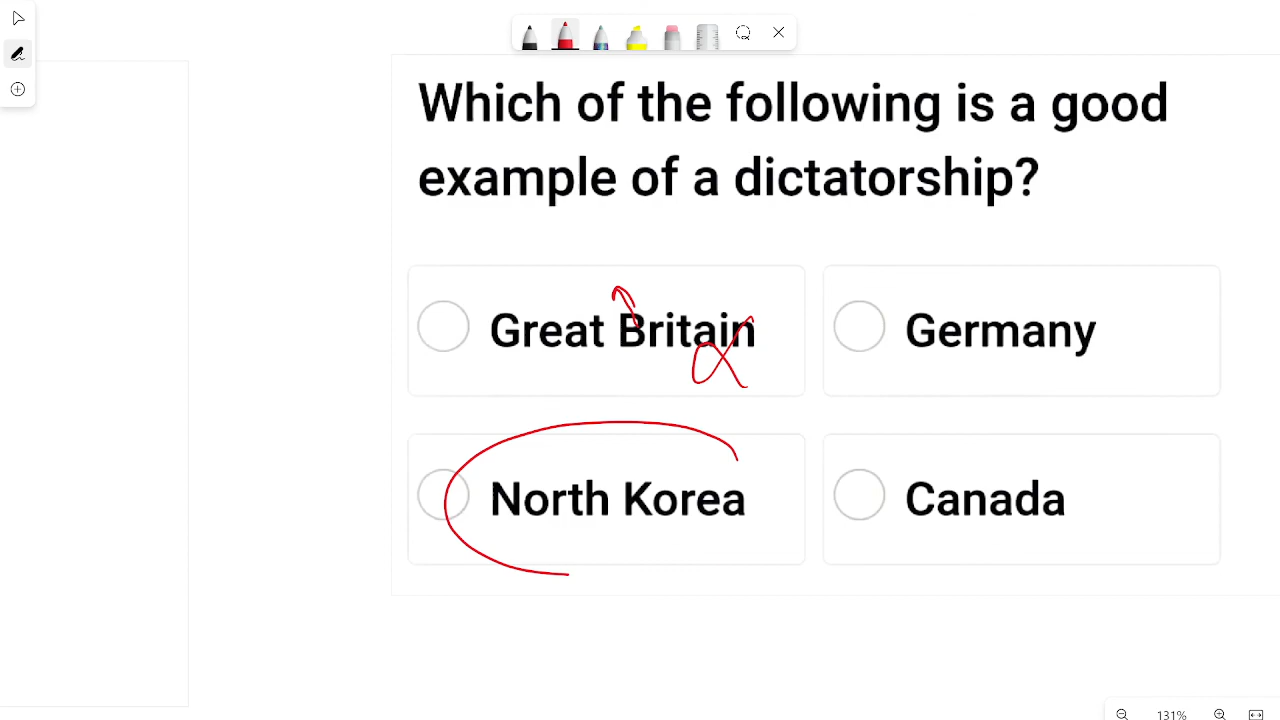 Which of the following is a good
example of a dictatorship?
Great Britain
Germany
North Korea
Canada
131%